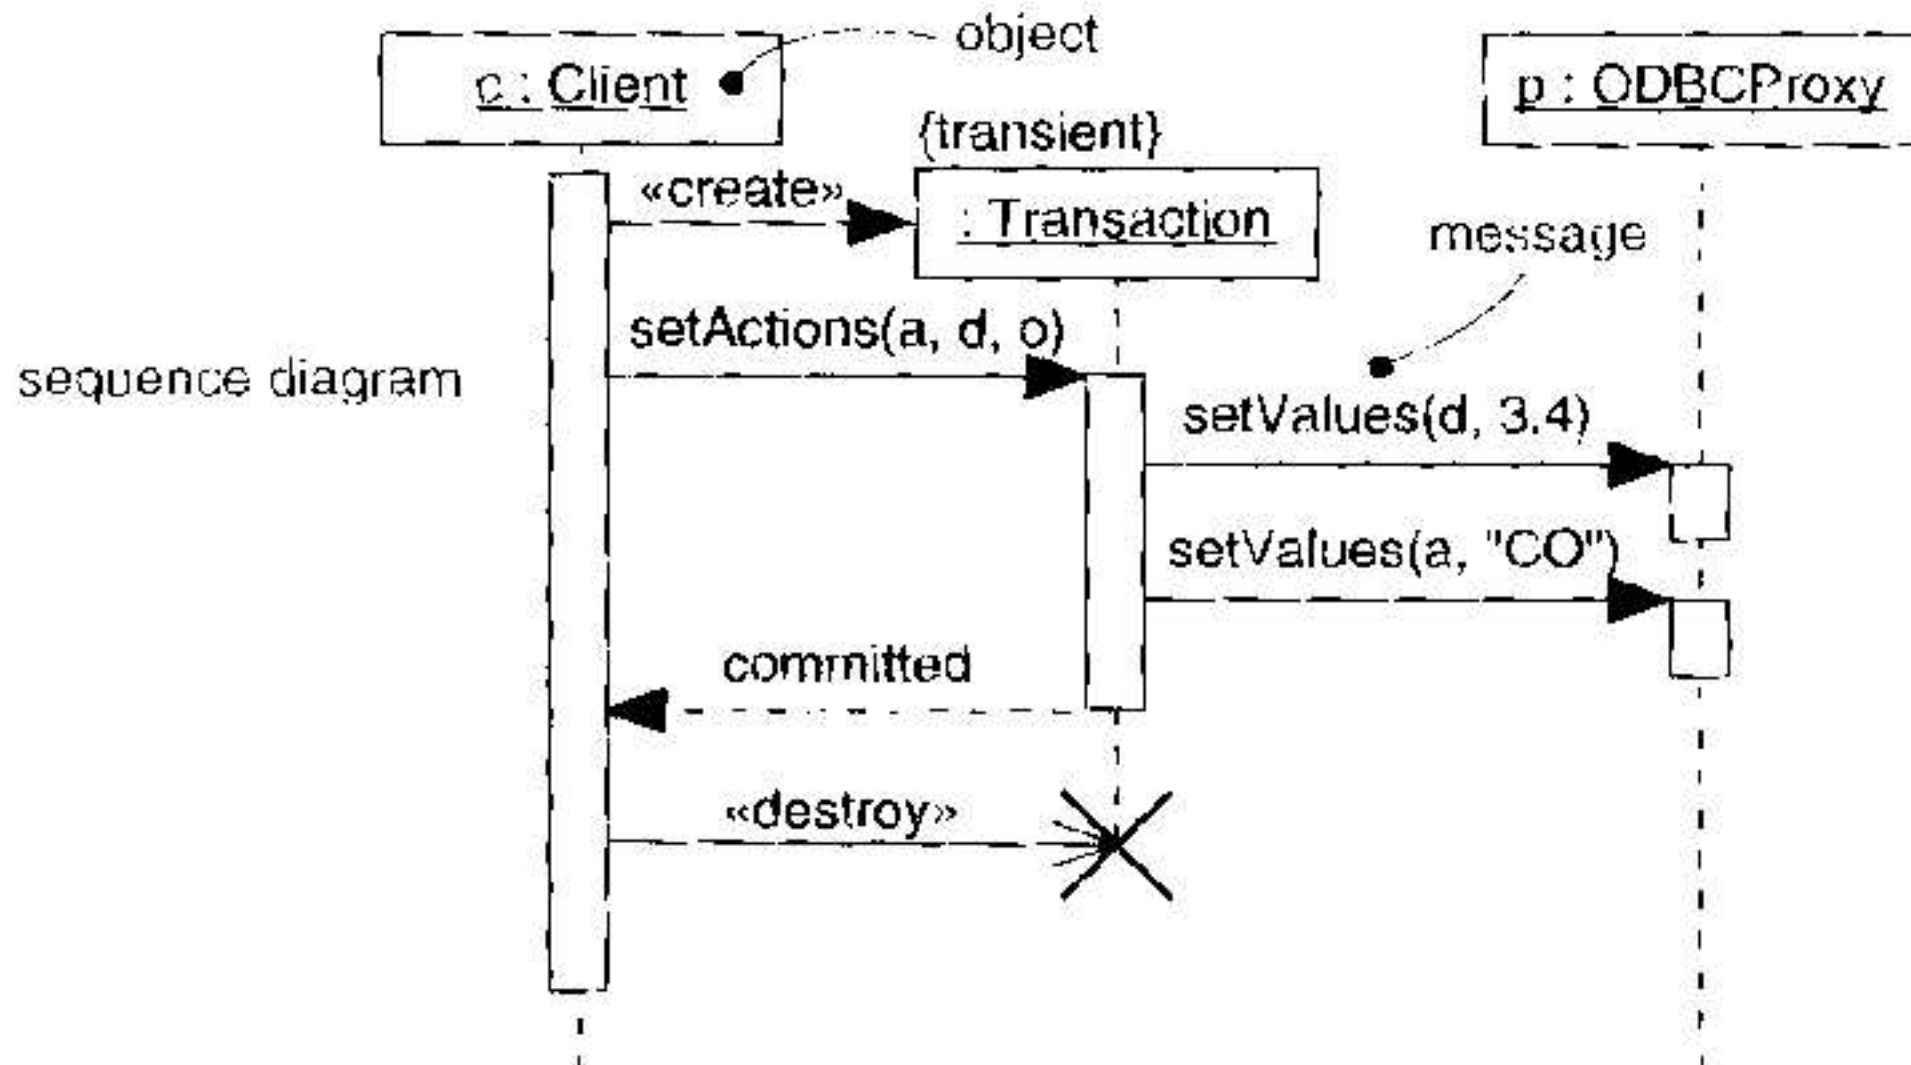 object
c : Client
p : ODBCProxy
{transient}
«create»
: Transaction
message
setActions(a, d, o)
sequence diagram
setValues(d, 3.4)
setValues(a, "CO")
committed
«destroy»